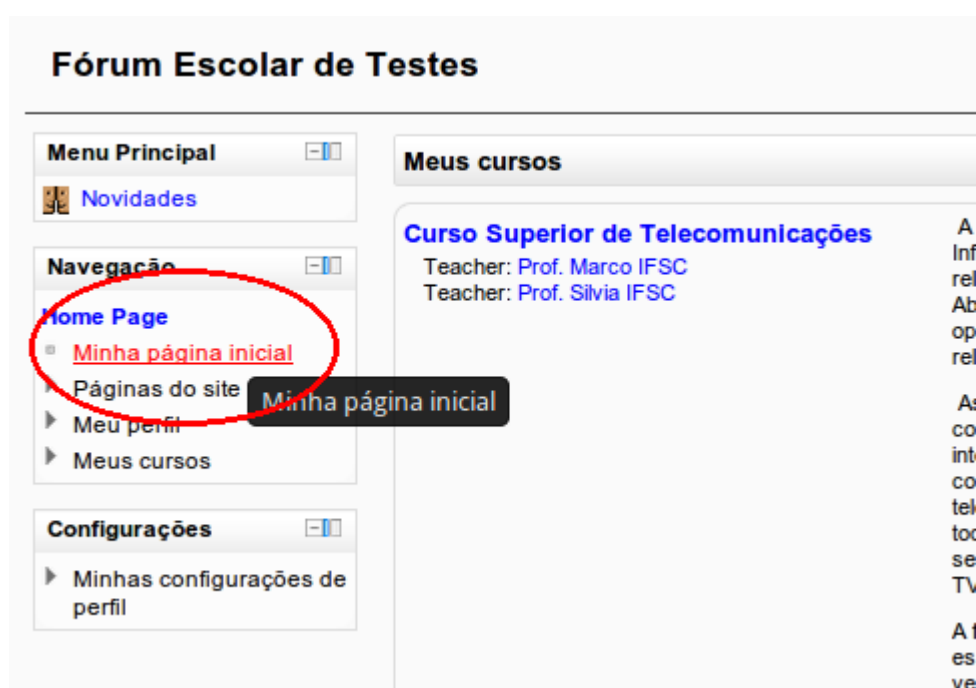 Fórum Escolar de Testes
Menu Principal
Novidades
Navegação
Home Page
Minha página inicial
Páginas do site
Minha página inicial
Meu perfil
Meus cursos
Configurações
Minhas configurações de
perfil
Meus cursos
Curso Superior de Telecomunicações
Teacher: Prof. Marco IFSC
Teacher: Prof. Silvia IFSC
A